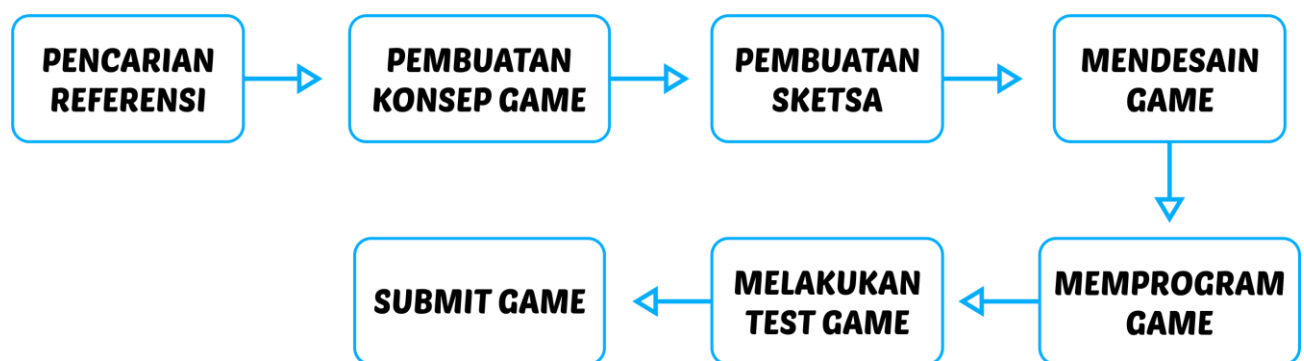 PENCARIAN
REFERENSI
PEMBUATAN
KONSEP GAME
PEMBUATAN
SKETSA
MENDESAIN
GAME
MEMPROGRAM
GAME
MELAKUKAN
TEST GAME
SUBMIT GAME